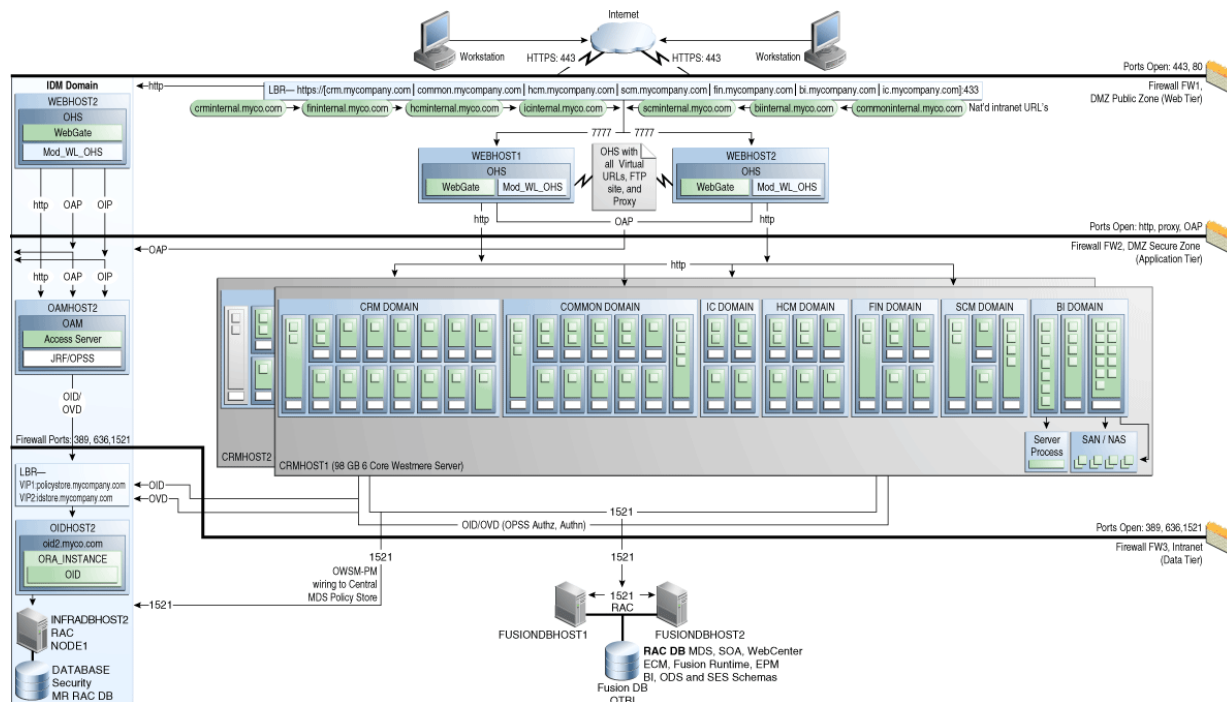 Internet
Workstation
HTTPS: 443
HTTPS: 443
Workstation
IDM Domain
Ports Open: 443, 80
Firewall FW1,
DMZ Public Zone (Web Tier)
http
LBR— https://[crm.mycompany.com | common.mycompany.com | hcm.mycompany.com | scm.mycompany.com | fin.mycompany.com | bi.mycompany.com | ic.mycompany.com]:433
crminternal.myco.com
fininternal.myco.com
hcminternal.myco.com
icinternal.myco.com
scminternal.myco.com
biinternal.myco.com
commoninternal.myco.com
Nat'd intranet URL's
WEBHOST2
OHS
WebGate
Mod_WL_OHS
7777
7777
WEBHOST1
OHS
WebGate
Mod_WL_OHS
OHS with
all Virtual
URLs, FTP
site, and
Proxy
WEBHOST2
OHS
WebGate
Mod_WL_OHS
http
OAP
OIP
http
OAP
http
Ports Open: http, proxy, OAP
Firewall FW2, DMZ Secure Zone
(Application Tier)
OAP
http
OAP
OIP
http
OAMHOST2
OAM
Access Server
JRF/OPSS
CRM DOMAIN
COMMON DOMAIN
IC DOMAIN
HCM DOMAIN
FIN DOMAIN
SCM DOMAIN
BI DOMAIN
OID/
OVD
Server
Process
SAN / NAS
Firewall Ports: 389, 636,1521
CRMHOST2
CRMHOST1 (98 GB 6 Core Westmere Server)
LBR—
VIP1:policystore.mycompany.com
VIP2:idstore.mycompany.com
OID
OVD
1521
OID/OVD (OPSS Authz, Authn)
Ports Open: 389, 636,1521
Firewall FW3, Intranet
(Data Tier)
OIDHOST2
oid2.myco.com
ORA_INSTANCE
OID
1521
OWSM-PM
wiring to Central
MDS Policy Store
1521
1521
1521
RAC
FUSIONDBHOST1
FUSIONDBHOST2
INFRADBHOST2
RAC
NODE1
DATABASE
Security
MR RAC DB
RAC DB MDS, SOA, WebCenter
ECM, Fusion Runtime, EPM
BI, ODS and SES Schemas
Fusion DB